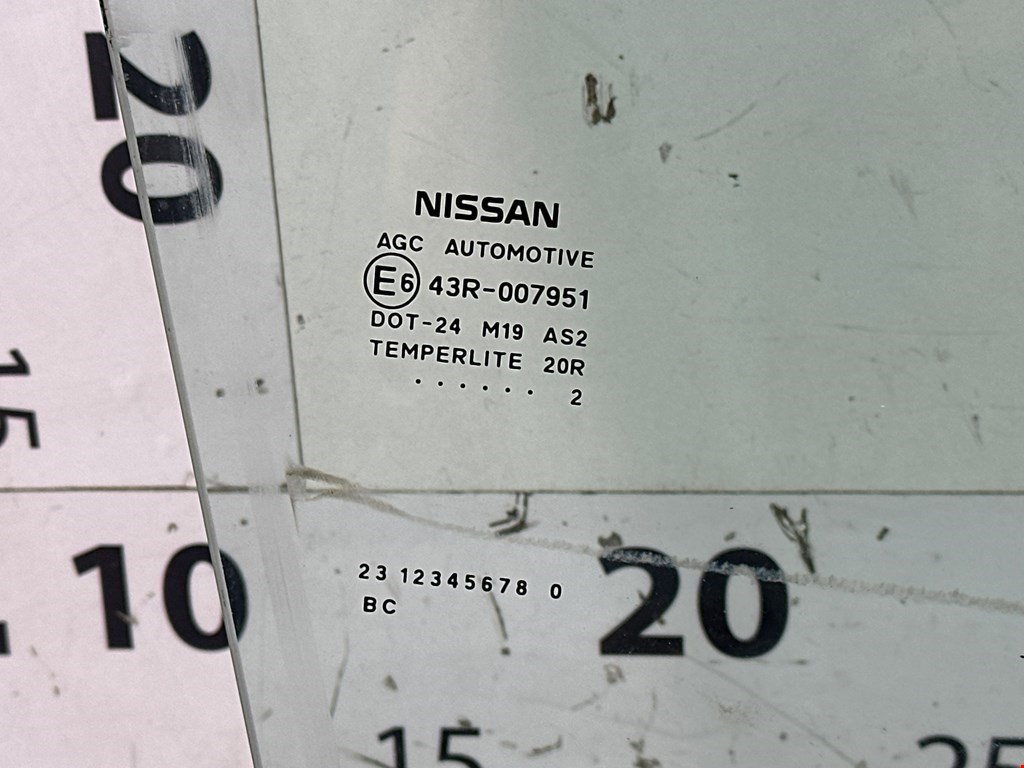 20
NISSAN
AGC AUTOMOTIVE
E6 43R-007951
DOT-24 M19 AS2
TEMPERLITE 20R
. . . . . . 2
15
10
23 12345678 0
BC
20
15
25